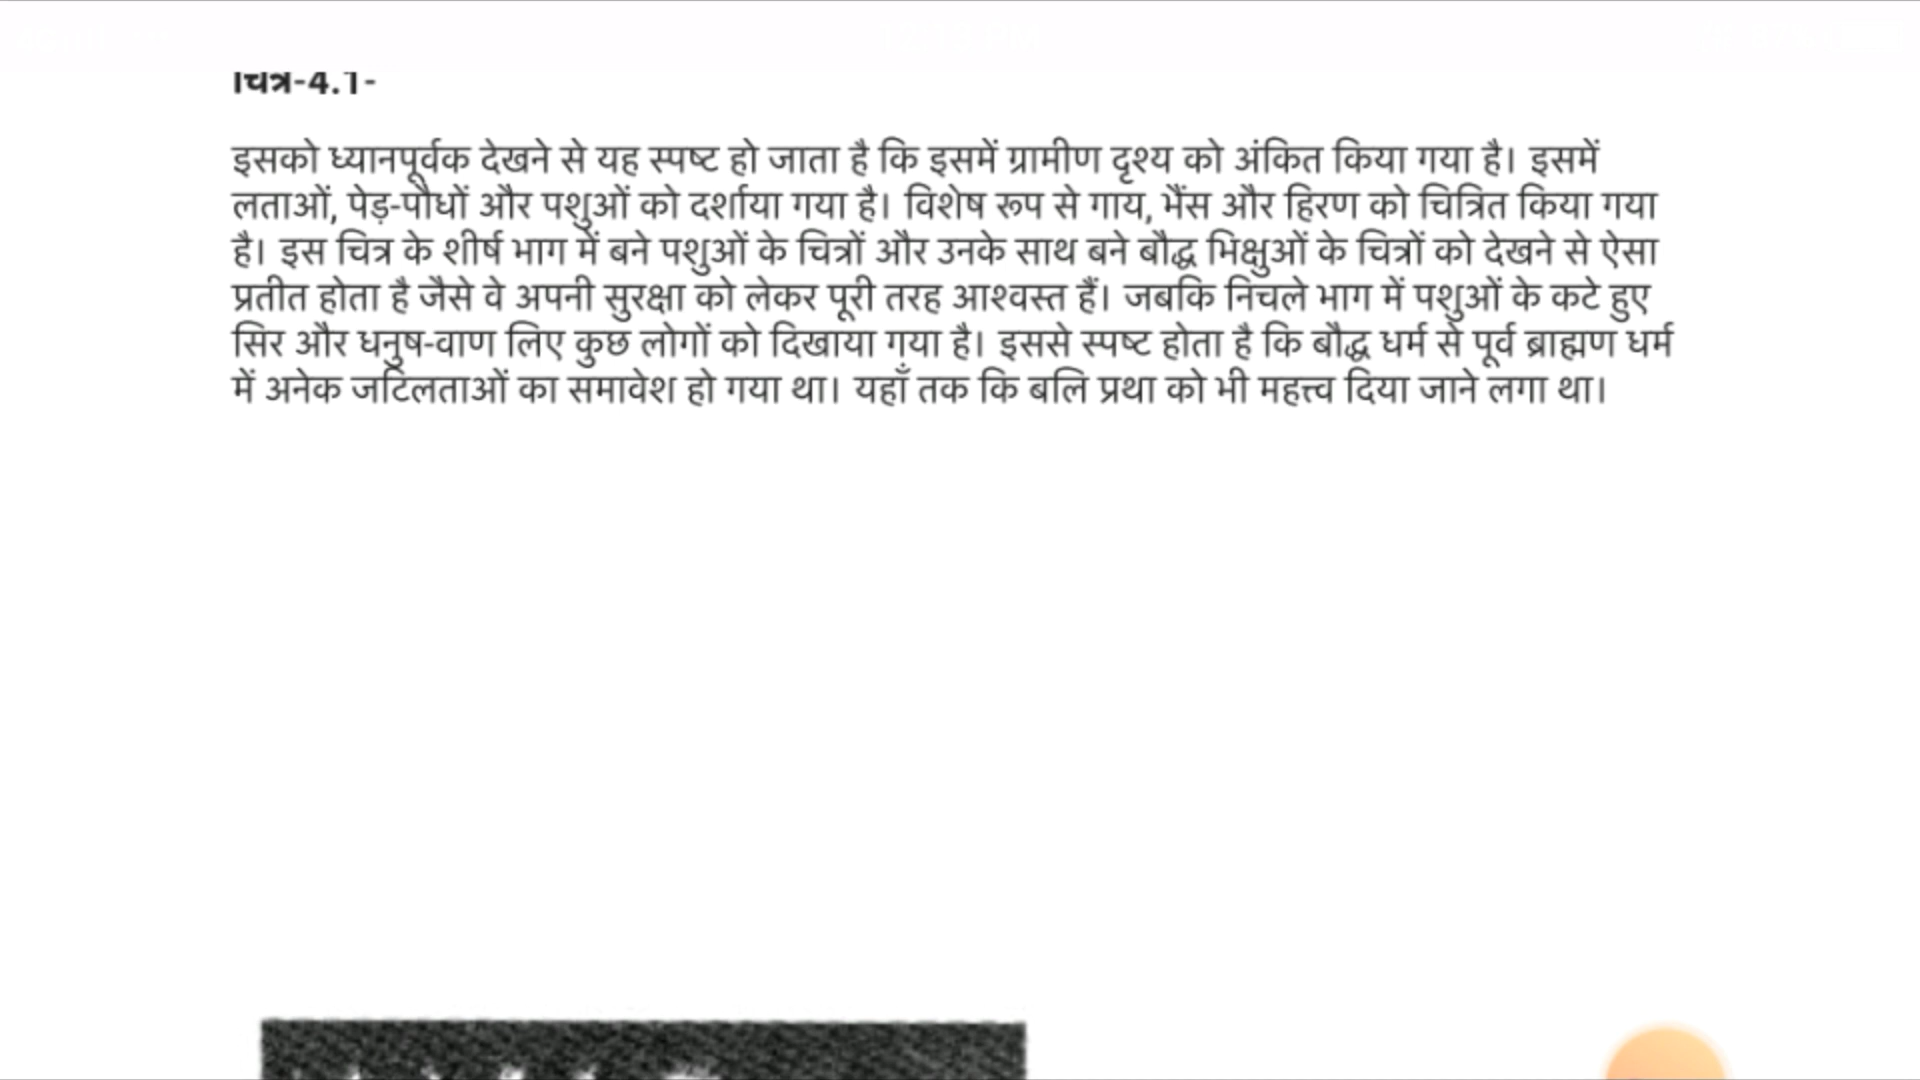 चित्र-4.1-
इसको ध्यानपूर्वक देखने से यह स्पष्ट हो जाता है कि इसमें ग्रामीण दृश्य को अंकित किया गया है। इसमें
लताओं, पेड़-पौधों और पशुओं को दर्शाया गया है। विशेष रूप से गाय, भैंस और हिरण को चित्रित किया गया
है। इस चित्र के शीर्ष भाग में बने पशुओं के चित्रों और उनके साथ बने बौद्ध भिक्षुओं के चित्रों को देखने से ऐसा
प्रतीत होता है जैसे वे अपनी सुरक्षा को लेकर पूरी तरह आश्वस्त हैं। जबकि निचले भाग में पशुओं के कटे हुए
सिर और धनुष-वाण लिए कुछ लोगों को दिखाया गया है। इससे स्पष्ट होता है कि बौद्ध धर्म से पूर्व ब्राह्मण धर्म
में अनेक जटिलताओं का समावेश हो गया था। यहाँ तक कि बलि प्रथा को भी महत्त्व दिया जाने लगा था।